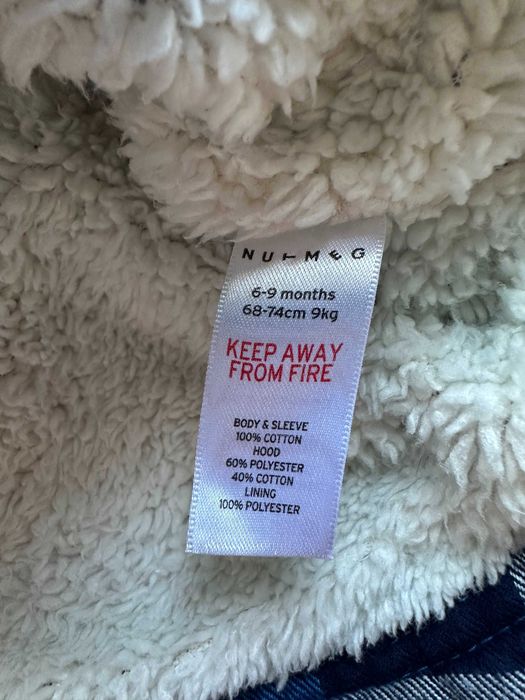 NUTMEG
6-9 months
68-74cm 9kg
KEEP AWAY
FROM FIRE
BODY & SLEEVE
100% COTTON
HOOD
60% POLYESTER
40% COTTON
LINING
100% POLYESTER